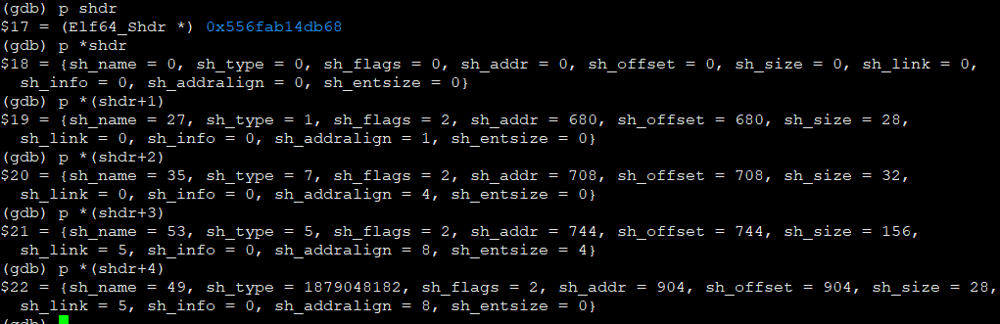 (gdb) p shdr
$17 = (Elf64_Shdr *) 0x556fab14db68
(gdb) p *shdr
$18 = {sh_name = 0, sh_type = 0, sh_flags = 0, sh_addr = 0, sh_offset = 0, sh_size = 0, sh_link = 0,
  sh_info = 0, sh_addralign = 0, sh_entsize = 0}
(gdb) p *(shdr+1)
$19 = {sh_name = 27, sh_type = 1, sh_flags = 2, sh_addr = 680, sh_offset = 680, sh_size = 28,
  sh_link = 0, sh_info = 0, sh_addralign = 1, sh_entsize = 0}
(gdb) p *(shdr+2)
$20 = {sh_name = 35, sh_type = 7, sh_flags = 2, sh_addr = 708, sh_offset = 708, sh_size = 32,
  sh_link = 0, sh_info = 0, sh_addralign = 4, sh_entsize = 0}
(gdb) p *(shdr+3)
$21 = {sh_name = 53, sh_type = 5, sh_flags = 2, sh_addr = 744, sh_offset = 744, sh_size = 156,
  sh_link = 5, sh_info = 0, sh_addralign = 8, sh_entsize = 4}
(gdb) p *(shdr+4)
$22 = {sh_name = 49, sh_type = 1879048182, sh_flags = 2, sh_addr = 904, sh_offset = 904, sh_size = 28,
  sh_link = 5, sh_info = 0, sh_addralign = 8, sh_entsize = 0}
(gdb)